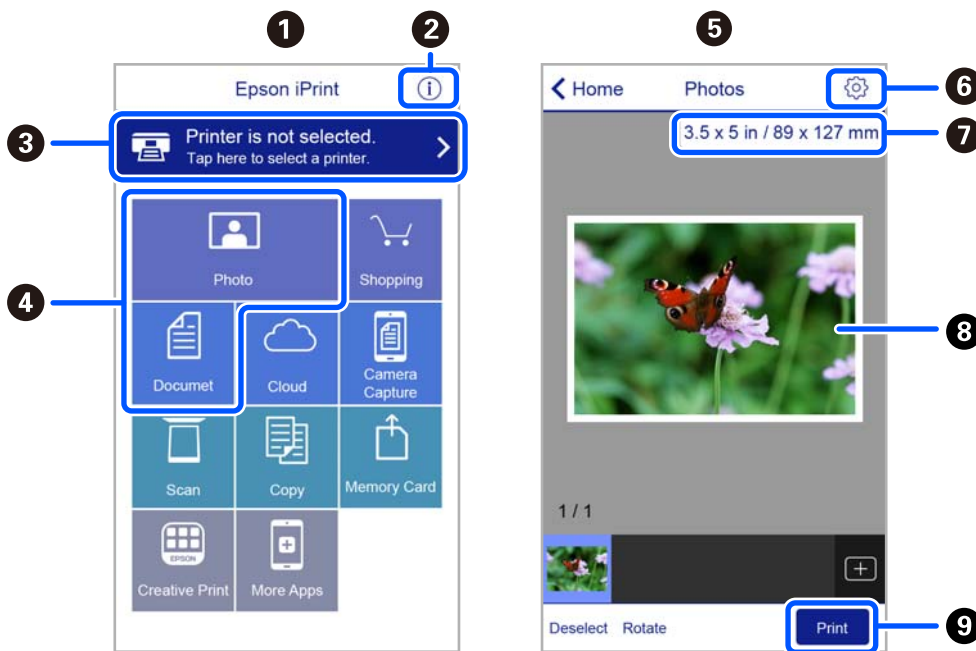 1
2
5
Epson iPrint
i
Home
Photos
6
3
Printer is not selected.
Tap here to select a printer.
3.5 x 5 in / 89 x 127 mm
7
4
Photo
Shopping
8
Documet
Cloud
Camera
Capture
Scan
Copy
Memory Card
1 / 1
EPSON
Creative Print
More Apps
Deselect
Rotate
Print
9